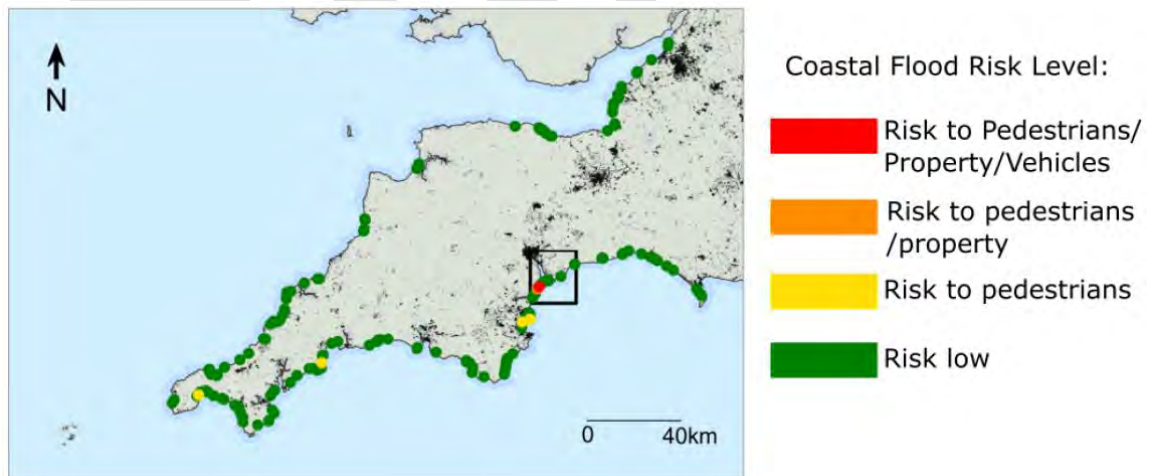 N
0 40km
Coastal Flood Risk Level:
Risk to Pedestrians/
Property/Vehicles
Risk to pedestrians
/property
Risk to pedestrians
Risk low